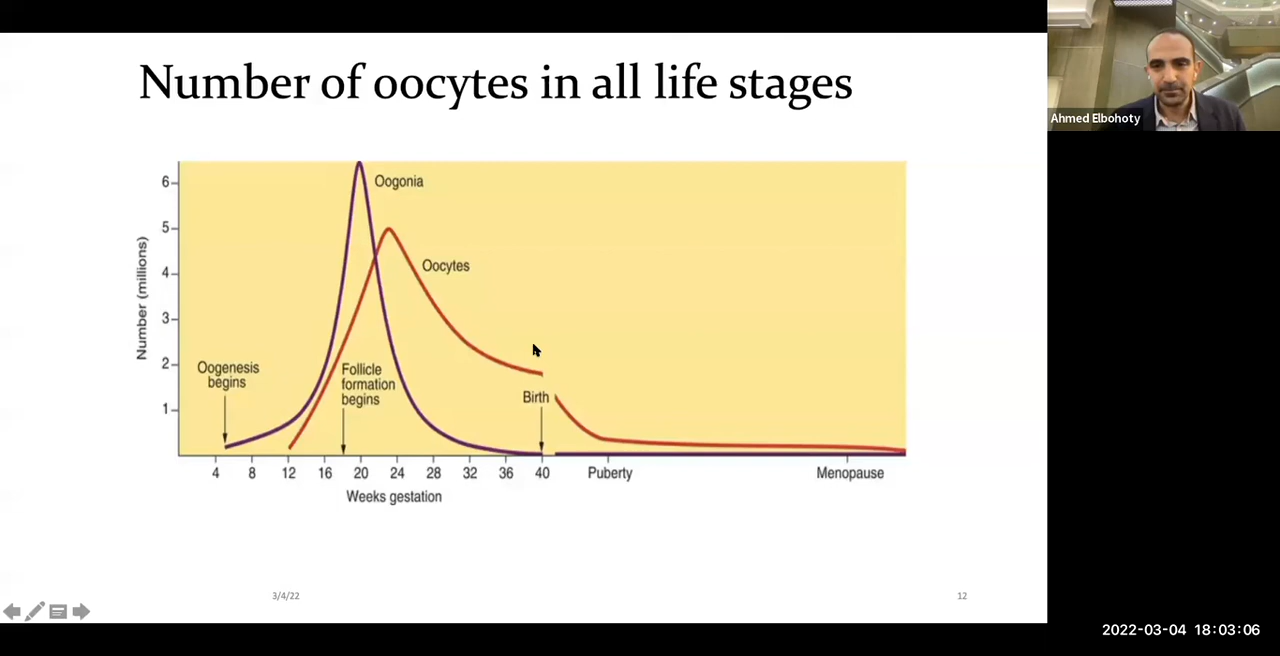 Number of oocytes in all life stages
Ahmed Elbohoty
Number (millions)
6
5
4
3
2
1
Oogonia
Oocytes
Oogenesis
begins
Follicle
formation
begins
Birth
4 8 12 16 20 24 28 32 36 40 Puberty Menopause
Weeks gestation
3/4/22
12
2022-03-04 18:03:06